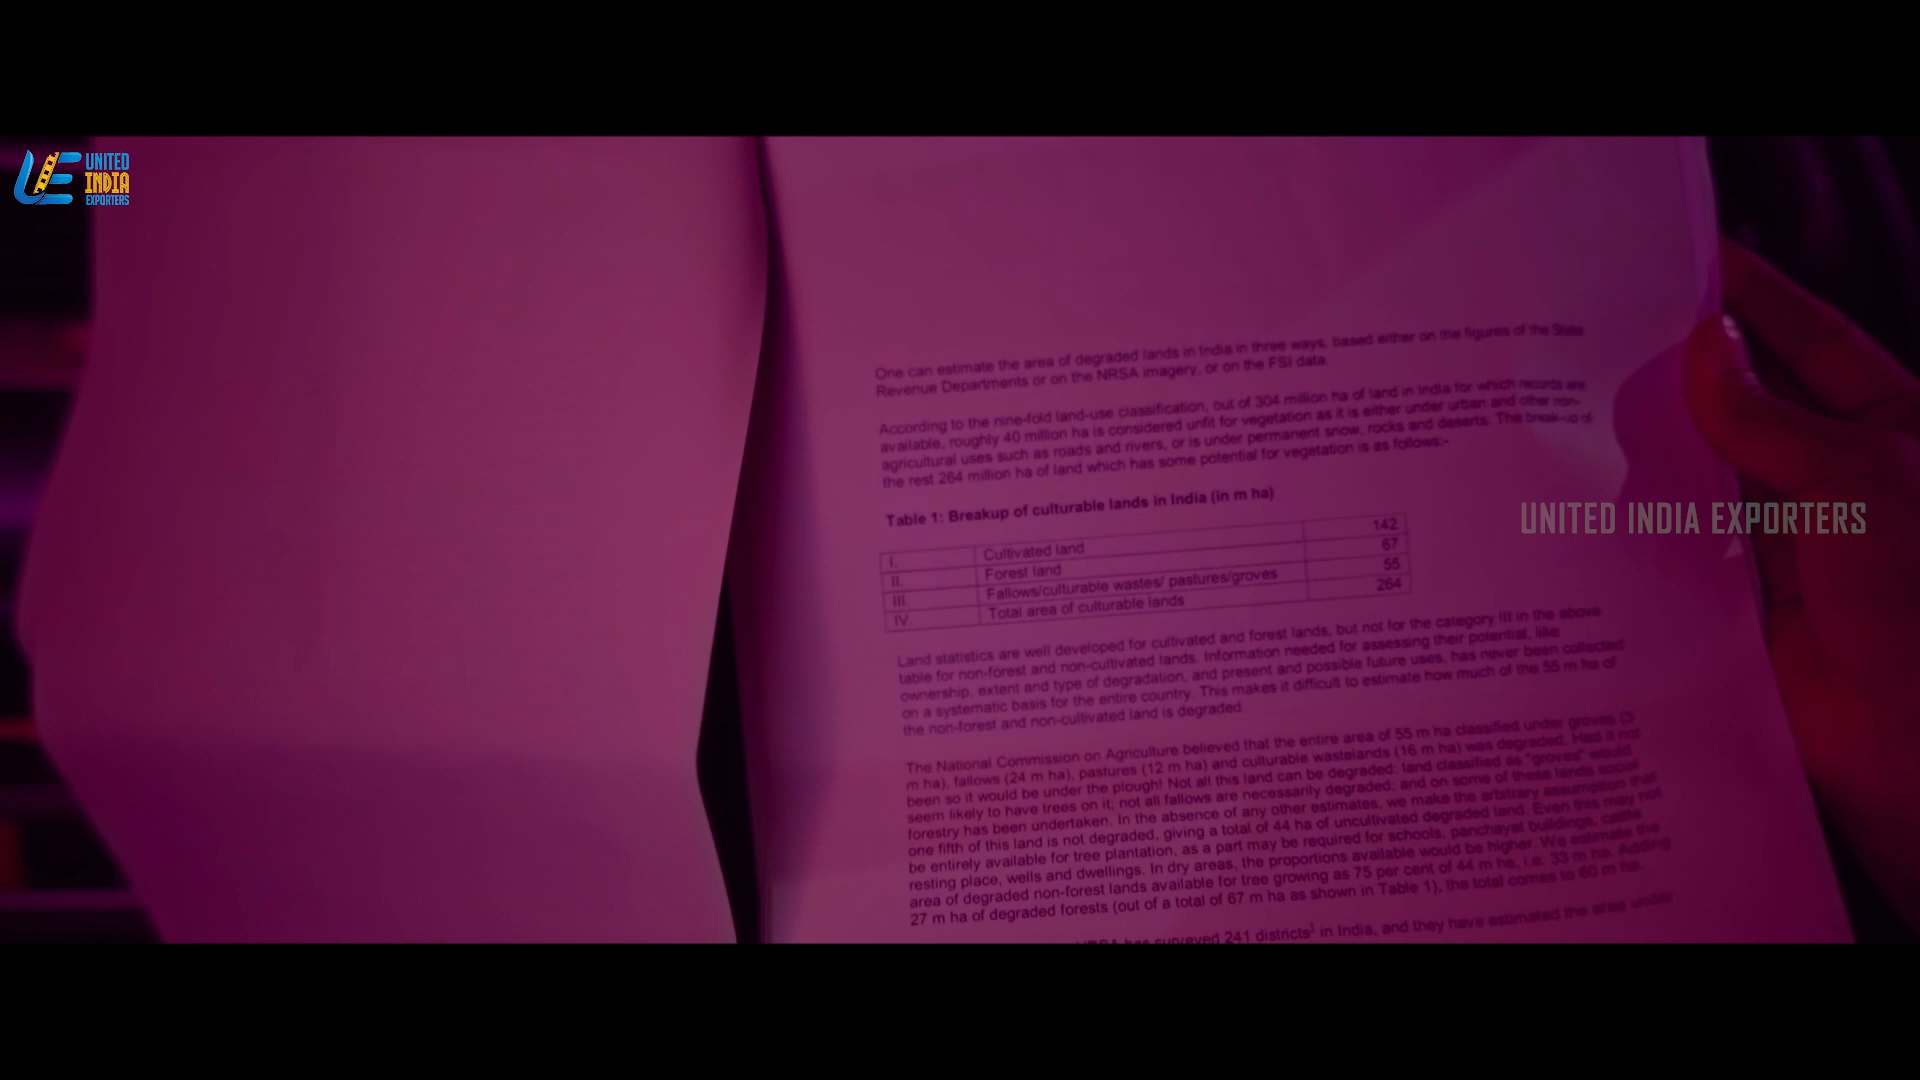 UNITED
INDIA
EXPORTERS
One can estimate the area of degraded lands in India in three ways, based either on the figures of the State
Revenue Departments or on the NRSA imagery, or on the FSI data.
According to the nine-fold land-use classification, out of 304 million ha of land in India for which records are
available, roughly 40 million ha is considered unfit for vegetation as it is either under urban and other non-
agricultural uses such as roads and rivers, or is under permanent snow, rocks and deserts. The break-up of
the rest 264 million ha of land which has some potential for vegetation is as follows:-
Table 1: Breakup of culturable lands in India (in m ha)
I. Cultivated land 142
II. Forest land 67
III. Fallows/culturable wastes/ pastures/groves 55
IV. Total area of culturable lands 264
UNITED INDIA EXPORTERS
Land statistics are well developed for cultivated and forest lands, but not for the category III in the above
table for non-forest and non-cultivated lands. Information needed for assessing their potential, like
ownership, extent and type of degradation, and present and possible future uses, has never been collected
on a systematic basis for the entire country. This makes it difficult to estimate how much of the 55 m ha of
the non-forest and non-cultivated land is degraded.
The National Commission on Agriculture believed that the entire area of 55 m ha classified under groves (3
m ha), fallows (24 m ha), pastures (12 m ha) and culturable wastelands (16 m ha) was degraded. Had it not
been so it would be under the plough! Not all this land can be degraded: land classified as "groves" would
seem likely to have trees on it; not all fallows are necessarily degraded; and on some of these lands social
forestry has been undertaken. In the absence of any other estimates, we make the arbitrary assumption that
one fifth of this land is not degraded, giving a total of 44 ha of uncultivated degraded land. Even this may not
be entirely available for tree plantation, as a part may be required for schools, panchayat buildings, cattle
resting place, wells and dwellings. In dry areas, the proportions available would be higher. We estimate the
area of degraded non-forest lands available for tree growing as 75 per cent of 44 m ha, i.e. 33 m ha. Adding
27 m ha of degraded forests (out of a total of 67 m ha as shown in Table 1), the total comes to 60 m ha.
has surveyed 241 districts¹ in India, and they have estimated the area under